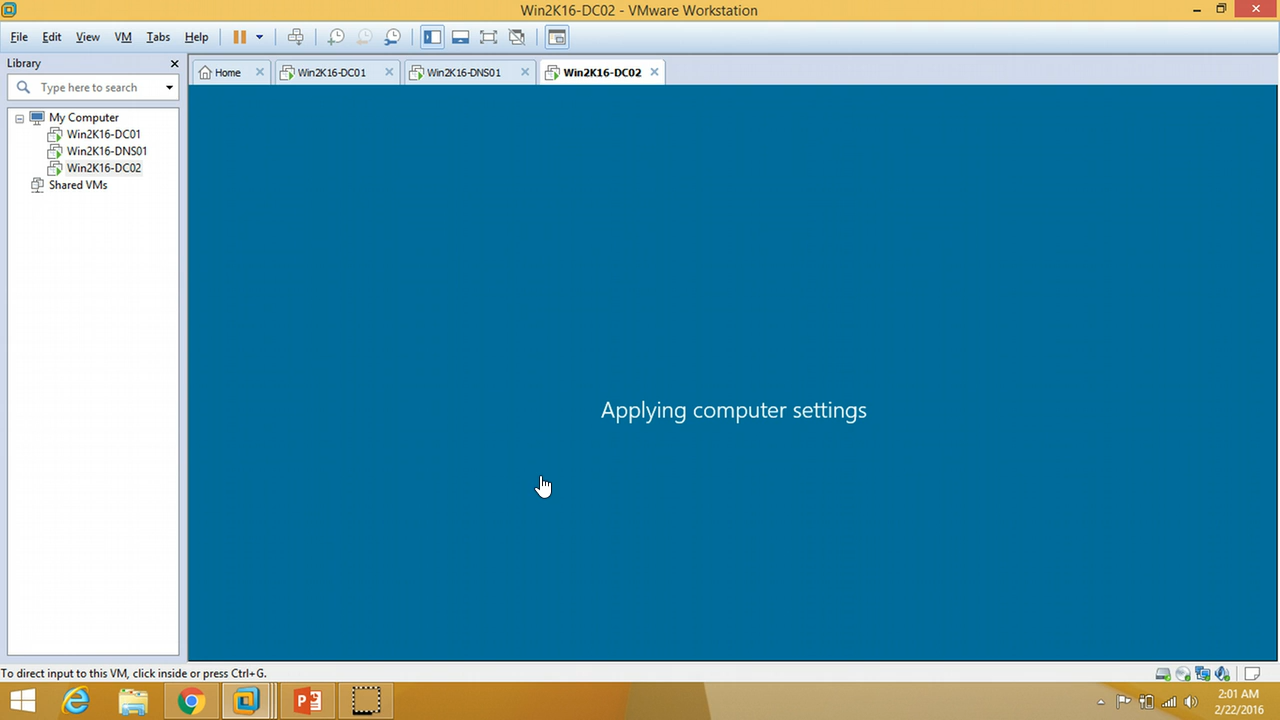 Win2K16-DC02 - VMware Workstation
File Edit View VM Tabs Help
Library
Type here to search
Home
Win2K16-DC01
Win2K16-DNS01
Win2K16-DC02
My Computer
Win2K16-DC01
Win2K16-DNS01
Win2K16-DC02
Shared VMs
Applying computer settings
To direct input to this VM, click inside or press Ctrl+G.
2:01 AM
2/22/2016